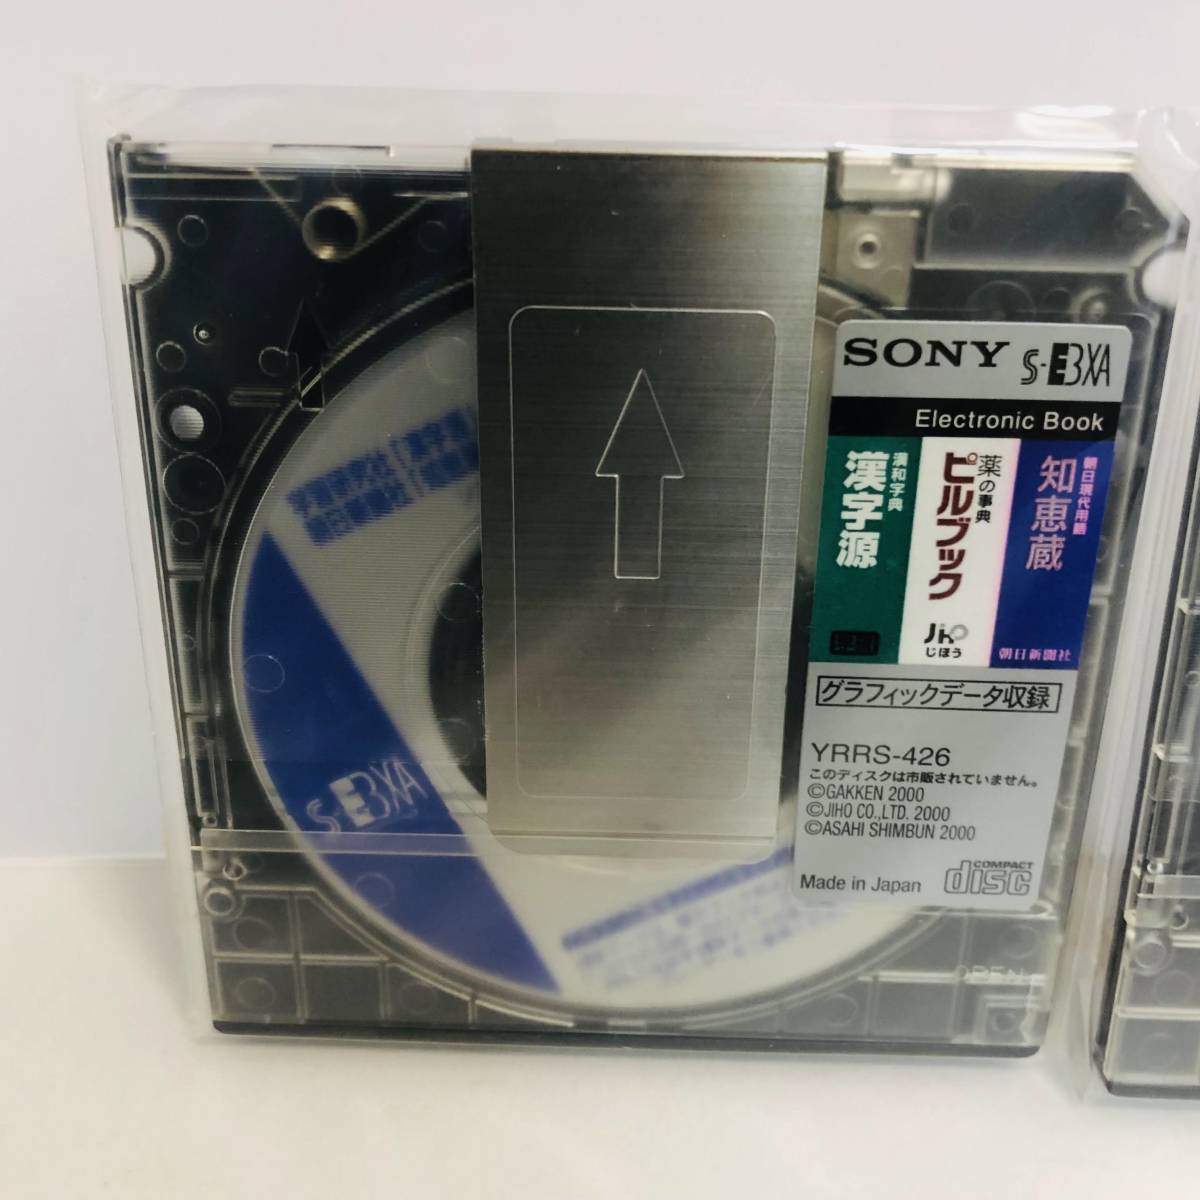 SONY S-EBXA
Electronic Book
漢和字典
漢字源
薬の事典
ピルブック
Jiho
じほう
朝日現代用語
知恵蔵
朝日新聞社
グラフィックデータ収録
YRRS-426
このディスクは市販されていません。
©GAKKEN 2000
©JIHO CO.,LTD. 2000
©ASAHI SHIMBUN 2000
Made in Japan
COMPACT
disc
S-EBXA
OPEN